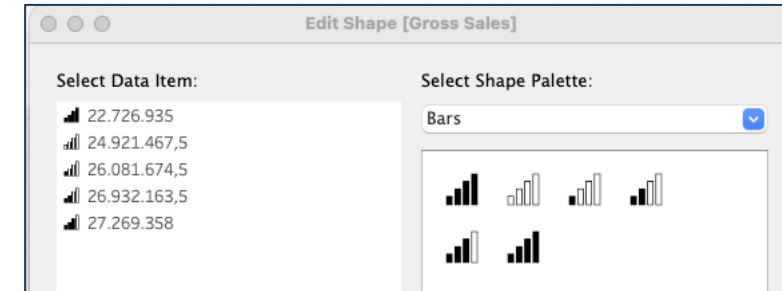 Edit Shape [Gross Sales]
Select Data Item:
22.726.935
24.921.467,5
26.081.674,5
26.932.163,5
27.269.358
Select Shape Palette:
Bars